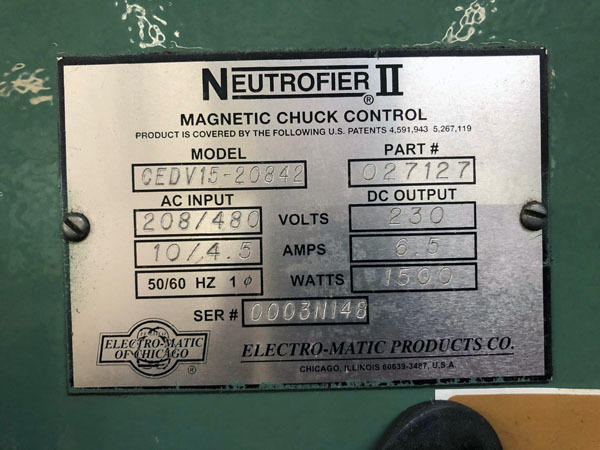 NEUTROFIER II ®
MAGNETIC CHUCK CONTROL
PRODUCT IS COVERED BY THE FOLLOWING U.S. PATENTS 4,591,943 5,267,119
MODEL PART #
CEDV15-20842 027127
AC INPUT DC OUTPUT
208/480 VOLTS 230
10/4.5 AMPS 6.5
50/60 HZ 1ϕ WATTS 1500
SER # 0003N148
ELECTRO-MATIC
OF CHICAGO ®
ELECTRO-MATIC PRODUCTS CO.
CHICAGO, ILLINOIS 60639-3487, U.S.A